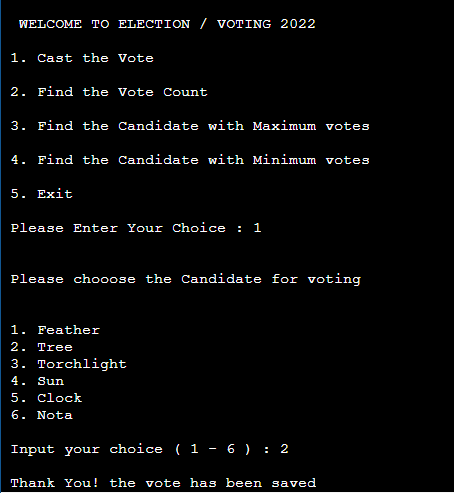 WELCOME TO ELECTION / VOTING 2022
1. Cast the Vote
2. Find the Vote Count
3. Find the Candidate with Maximum votes
4. Find the Candidate with Minimum votes
5. Exit
Please Enter Your Choice : 1
Please chooose the Candidate for voting
1. Feather
2. Tree
3. Torchlight
4. Sun
5. Clock
6. Nota
Input your choice ( 1 - 6 ) : 2
Thank You! the vote has been saved